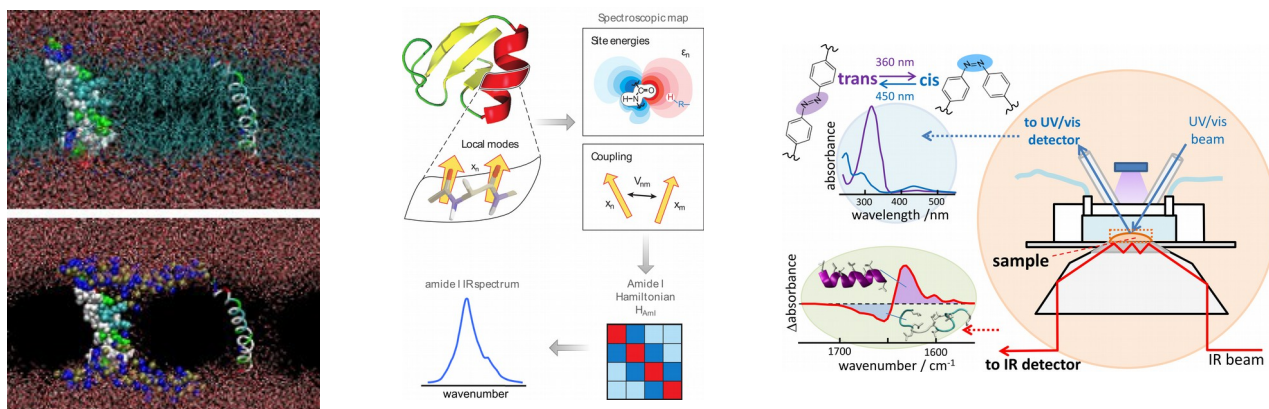 Spectroscopic map
Site energies
εn
H–N
C=O
H
R–
Local modes
xn
Coupling
Vnm
xn
xm
Amide I
Hamiltonian
HAmI
amide I IR spectrum
wavenumber
trans
360 nm
450 nm
cis
N=N
N=N
to UV/vis
detector
UV/vis
beam
absorbance
300 400 500
wavelength /nm
sample
Δabsorbance
1700 1600
wavenumber / cm-1
to IR detector
IR beam